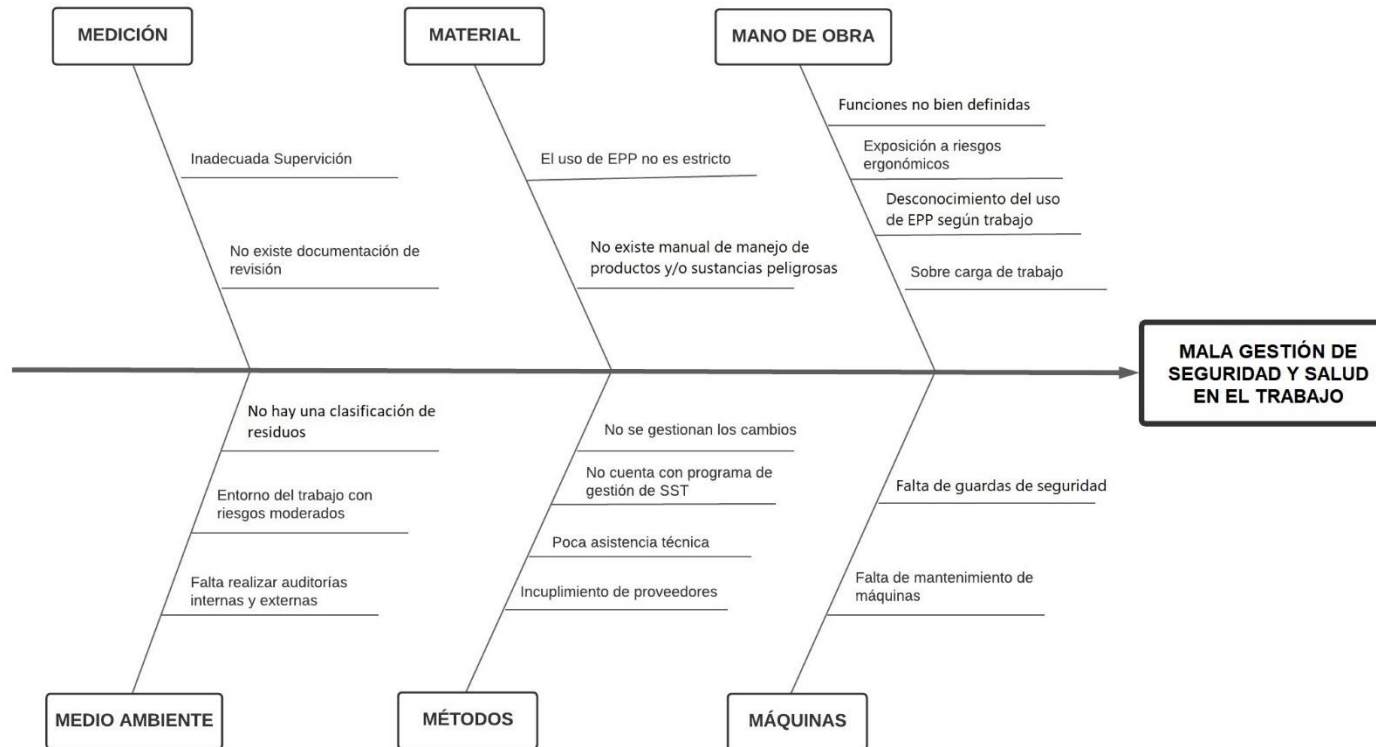 MEDICIÓN
MATERIAL
MANO DE OBRA
Funciones no bien definidas
Inadecuada Supervición
El uso de EPP no es estricto
Exposición a riesgos
ergonómicos
Desconocimiento del uso
de EPP según trabajo
No existe documentación de
revisión
No existe manual de manejo de
productos y/o sustancias peligrosas
Sobre carga de trabajo
MALA GESTIÓN DE
SEGURIDAD Y SALUD
EN EL TRABAJO
No hay una clasificación de
residuos
No se gestionan los cambios
Entorno del trabajo con
riesgos moderados
No cuenta con programa de
gestión de SST
Falta de guardas de seguridad
Poca asistencia técnica
Falta realizar auditorías
internas y externas
Incuplimiento de proveedores
Falta de mantenimiento de
máquinas
MEDIO AMBIENTE
MÉTODOS
MÁQUINAS